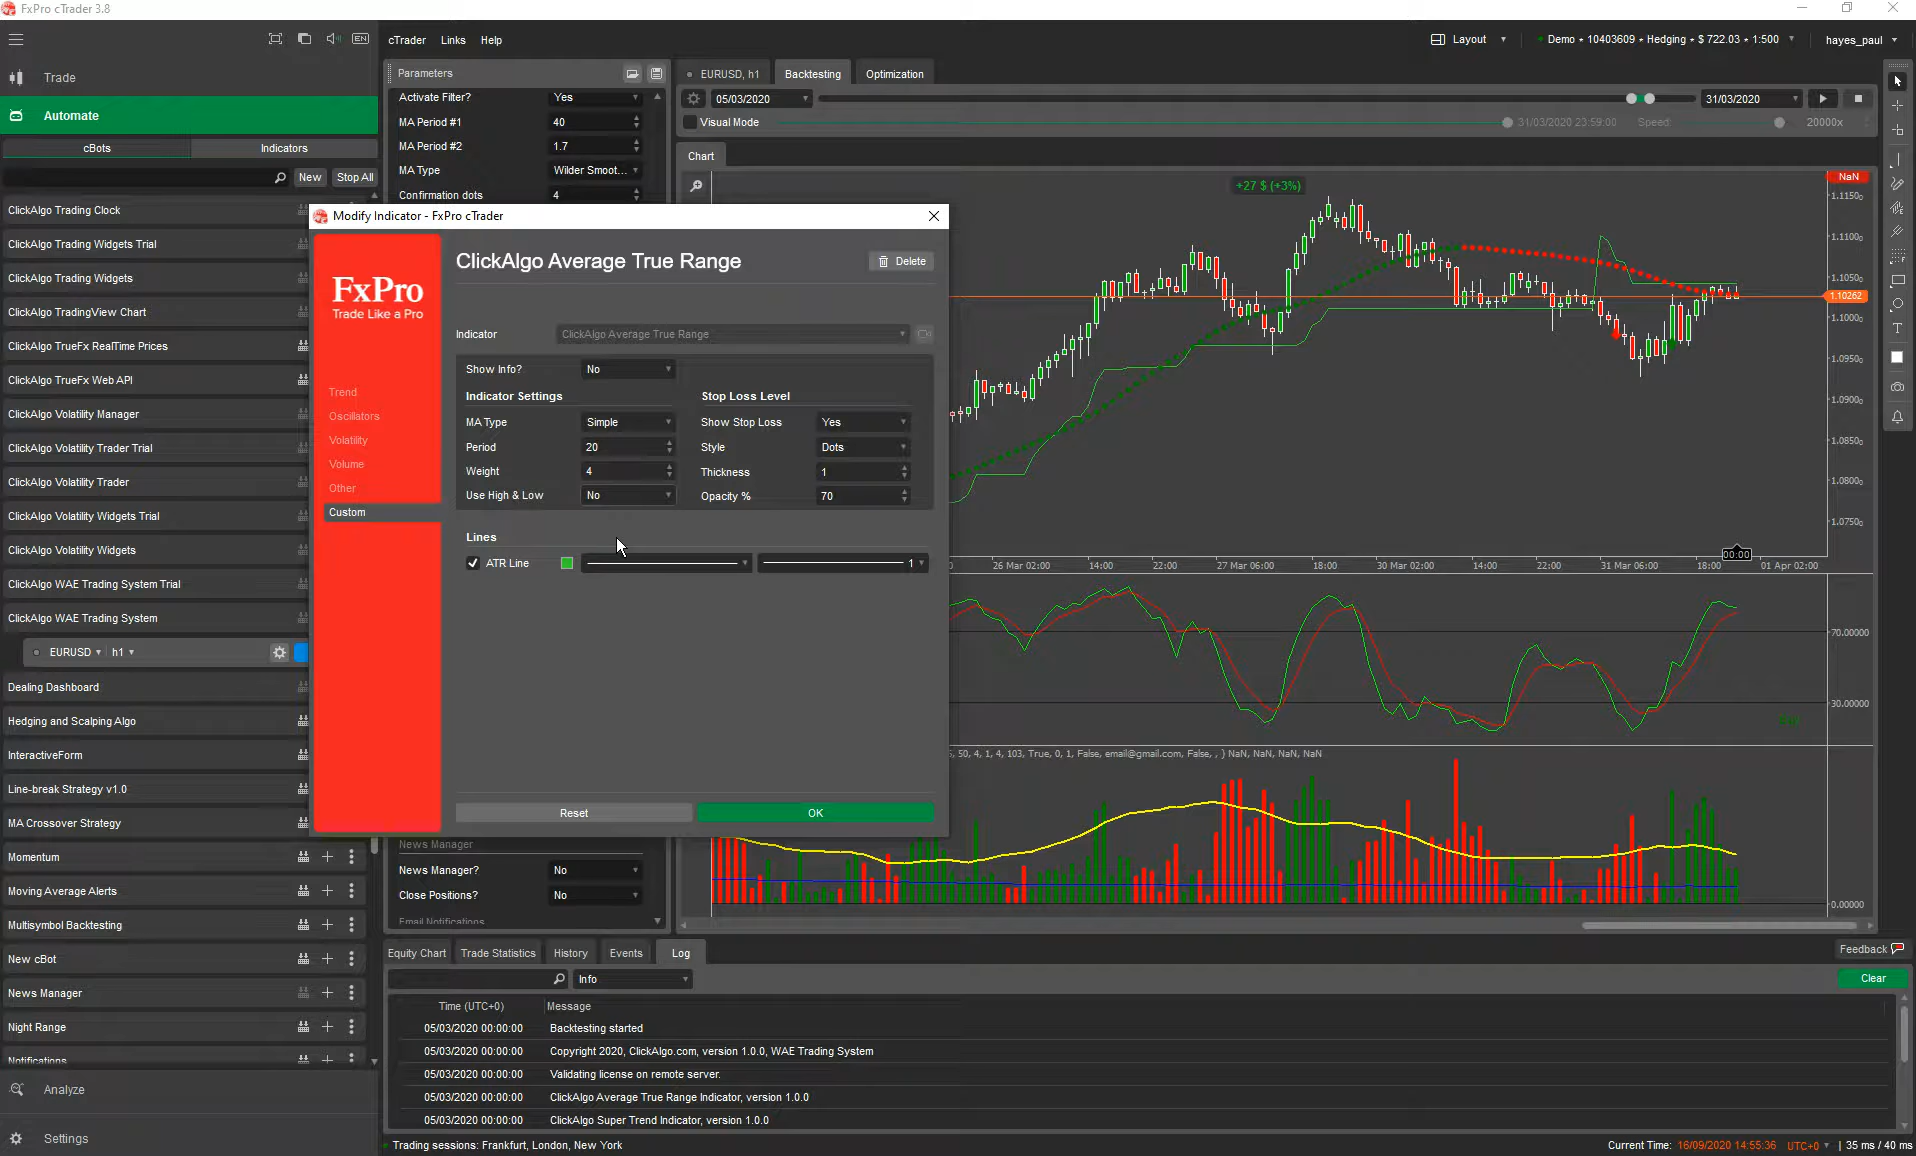 FxPro cTrader 3.8
EN
cTrader Links Help
Layout
Demo • 10403609 • Hedging • $ 722.03 • 1:500
hayes_paul
Trade
Automate
cBots Indicators
New Stop All
ClickAlgo Trading Clock
ClickAlgo Trading Widgets Trial
ClickAlgo Trading Widgets
ClickAlgo TradingView Chart
ClickAlgo TrueFx RealTime Prices
ClickAlgo TrueFx Web API
ClickAlgo Volatility Manager
ClickAlgo Volatility Trader Trial
ClickAlgo Volatility Trader
ClickAlgo Volatility Widgets Trial
ClickAlgo Volatility Widgets
ClickAlgo WAE Trading System Trial
ClickAlgo WAE Trading System
EURUSD h1
Dealing Dashboard
Hedging and Scalping Algo
InteractiveForm
Line-break Strategy v1.0
MA Crossover Strategy
Momentum
Moving Average Alerts
Multisymbol Backtesting
New cBot
News Manager
Night Range
Notifications
Analyze
Settings
Parameters
Activate Filter? Yes
MA Period #1 40
MA Period #2 1.7
MA Type Wilder Smoot...
Confirmation dots 4
EURUSD, h1 Backtesting Optimization
05/03/2020 31/03/2020
Visual Mode 31/03/2020 23:59:00 Speed: 20000x
Chart
+27 $ (+3%)
NaN
1.1150₀
1.1100₀
1.1050₀
1.10262
1.1000₀
1.0950₀
1.0900₀
1.0850₀
1.0800₀
1.0750₀
00:00
26 Mar 02:00 14:00 22:00 27 Mar 06:00 18:00 30 Mar 02:00 14:00 22:00 31 Mar 06:00 18:00 01 Apr 02:00
70.00000
30.00000
50, 4, 1, 4, 103, True, 0, 1, False, email@gmail.com, False, , } NaN, NaN, NaN, NaN
0.00000
Modify Indicator - FxPro cTrader
FxPro
Trade Like a Pro
Trend
Oscillators
Volatility
Volume
Other
Custom
ClickAlgo Average True Range
Delete
Indicator ClickAlgo Average True Range
Show Info? No
Indicator Settings Stop Loss Level
MA Type Simple Show Stop Loss Yes
Period 20 Style Dots
Weight 4 Thickness 1
Use High & Low No Opacity % 70
Lines
ATR Line 1
Reset OK
News Manager
News Manager? No
Close Positions? No
Email Notifications
Equity Chart Trade Statistics History Events Log
Feedback
Info
Clear
Time (UTC+0) Message
05/03/2020 00:00:00 Backtesting started
05/03/2020 00:00:00 Copyright 2020, ClickAlgo.com, version 1.0.0, WAE Trading System
05/03/2020 00:00:00 Validating license on remote server.
05/03/2020 00:00:00 ClickAlgo Average True Range Indicator, version 1.0.0
05/03/2020 00:00:00 ClickAlgo Super Trend Indicator, version 1.0.0
Trading sessions: Frankfurt, London, New York
Current Time: 16/09/2020 14:55:36 UTC+0 | 35 ms / 40 ms